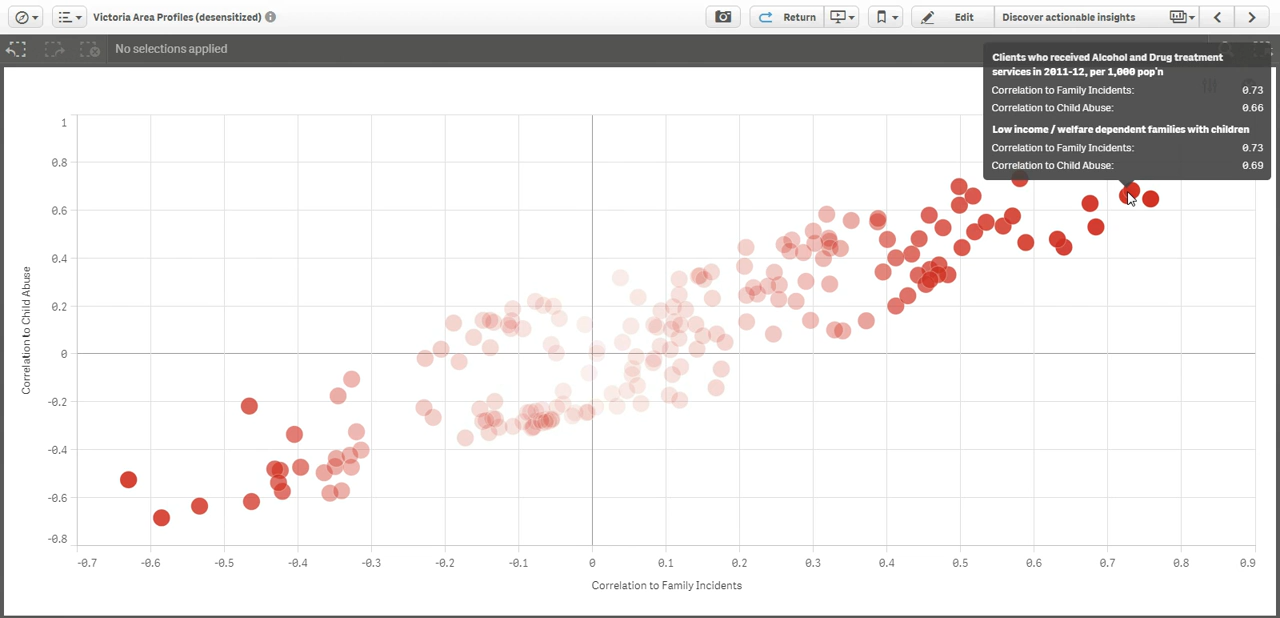 Victoria Area Profiles (desensitized)
Return
Edit
Discover actionable insights
No selections applied
Clients who received Alcohol and Drug treatment
services in 2011-12, per 1,000 pop'n
Correlation to Family Incidents: 0.73
Correlation to Child Abuse: 0.66
Low income / welfare dependent families with children
Correlation to Family Incidents: 0.73
Correlation to Child Abuse: 0.69
Correlation to Child Abuse
1
0.8
0.6
0.4
0.2
0
-0.2
-0.4
-0.6
-0.8
-0.7 -0.6 -0.5 -0.4 -0.3 -0.2 -0.1 0 0.1 0.2 0.3 0.4 0.5 0.6 0.7 0.8 0.9
Correlation to Family Incidents